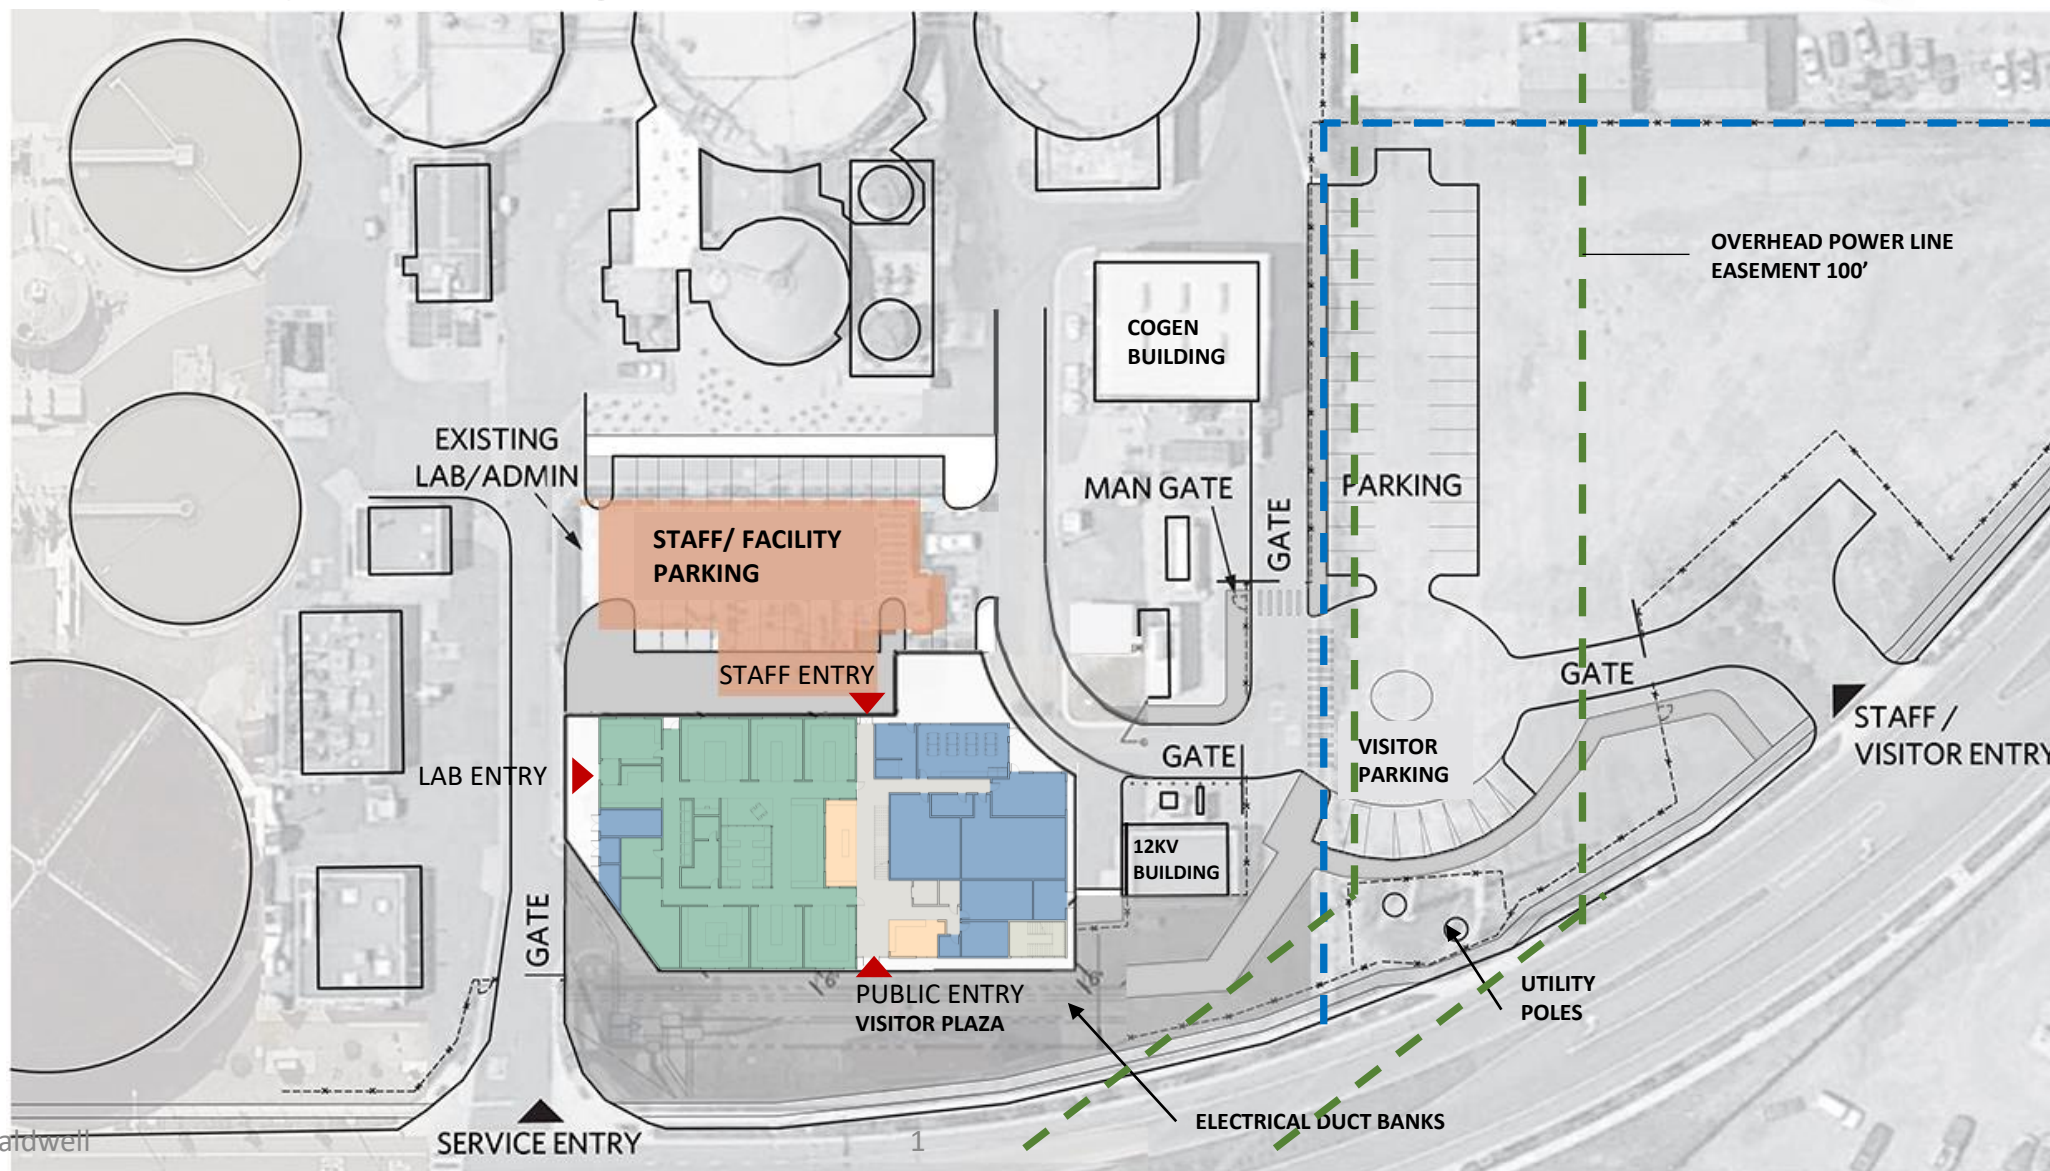 OVERHEAD POWER LINE
EASEMENT 100’
COGEN
BUILDING
EXISTING
LAB/ADMIN
MAN GATE
GATE
PARKING
STAFF/ FACILITY
PARKING
STAFF ENTRY
GATE
STAFF /
VISITOR ENTRY
LAB ENTRY
GATE
VISITOR
PARKING
12KV
BUILDING
GATE
PUBLIC ENTRY
VISITOR PLAZA
UTILITY
POLES
ELECTRICAL DUCT BANKS
SERVICE ENTRY
aldwell
1